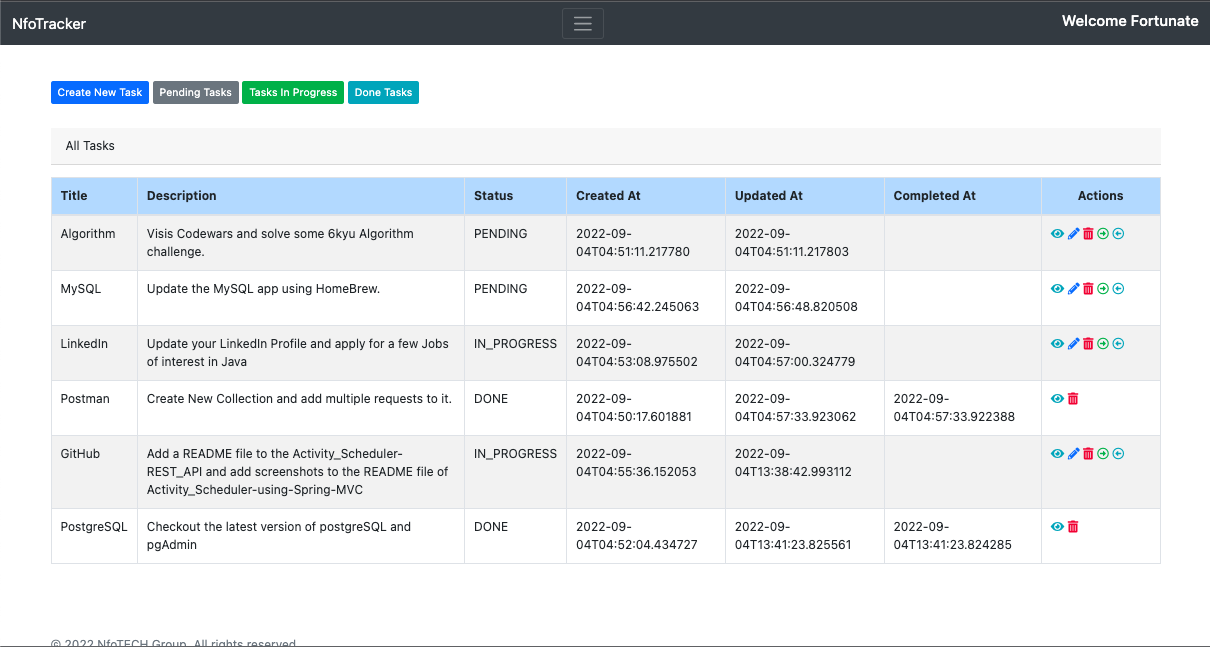 NfoTracker
Welcome Fortunate
Create New Task Pending Tasks Tasks In Progress Done Tasks
All Tasks
Title Description Status Created At Updated At Completed At Actions
Algorithm Visis Codewars and solve some 6kyu Algorithm PENDING 2022-09- 2022-09-
challenge. 04T04:51:11.217780 04T04:51:11.217803
MySQL Update the MySQL app using HomeBrew. PENDING 2022-09- 2022-09-
04T04:56:42.245063 04T04:56:48.820508
LinkedIn Update your LinkedIn Profile and apply for a few Jobs IN_PROGRESS 2022-09- 2022-09-
of interest in Java 04T04:53:08.975502 04T04:57:00.324779
Postman Create New Collection and add multiple requests to it. DONE 2022-09- 2022-09- 2022-09-
04T04:50:17.601881 04T04:57:33.923062 04T04:57:33.922388
GitHub Add a README file to the Activity_Scheduler- IN_PROGRESS 2022-09- 2022-09-
REST_API and add screenshots to the README file of 04T04:55:36.152053 04T13:38:42.993112
Activity_Scheduler-using-Spring-MVC
PostgreSQL Checkout the latest version of postgreSQL and DONE 2022-09- 2022-09- 2022-09-
pgAdmin 04T04:52:04.434727 04T13:41:23.825561 04T13:41:23.824285
© 2022 NfoTECH Group. All rights reserved